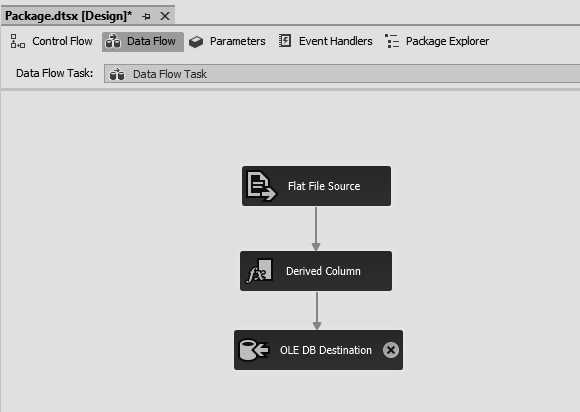 Package.dtsx [Design]*
Control Flow Data Flow Parameters Event Handlers Package Explorer
Data Flow Task: Data Flow Task
Flat File Source
Derived Column
OLE DB Destination